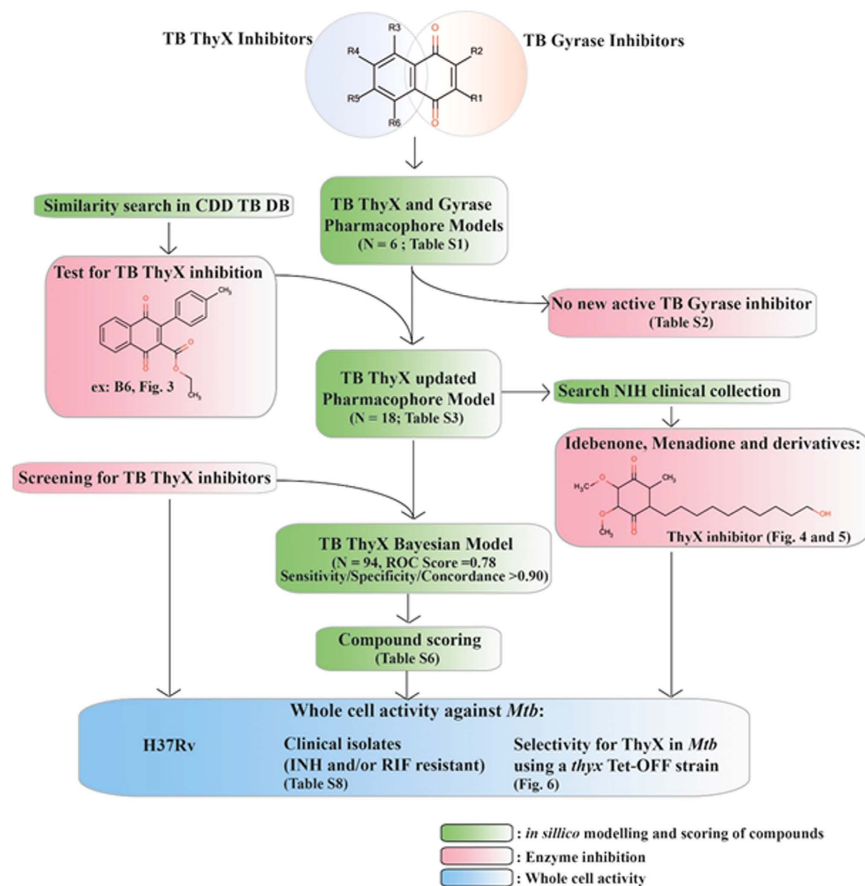 TB ThyX Inhibitors
TB Gyrase Inhibitors
R3
O
R4
R2
R5
R1
R6
O
Similarity search in CDD TB DB
TB ThyX and Gyrase
Pharmacophore Models
(N = 6 ; Table S1)
Test for TB ThyX inhibition
CH₃
O
O
O
O
CH₃
ex: B6, Fig. 3
No new active TB Gyrase inhibitor
(Table S2)
TB ThyX updated
Pharmacophore Model
(N = 18; Table S3)
Search NIH clinical collection
Idebenone, Menadione and derivatives:
O
H₃C
O
CH₃
O
CH₃
O
OH
ThyX inhibitor (Fig. 4 and 5)
Screening for TB ThyX inhibitors
TB ThyX Bayesian Model
(N = 94, ROC Score =0.78
Sensitivity/Specificity/Concordance >0.90)
Compound scoring
(Table S6)
Whole cell activity against Mtb:
H37Rv
Clinical isolates
(INH and/or RIF resistant)
(Table S8)
Selectivity for ThyX in Mtb
using a thyx Tet-OFF strain
(Fig. 6)
: in sillico modelling and scoring of compounds
: Enzyme inhibition
: Whole cell activity